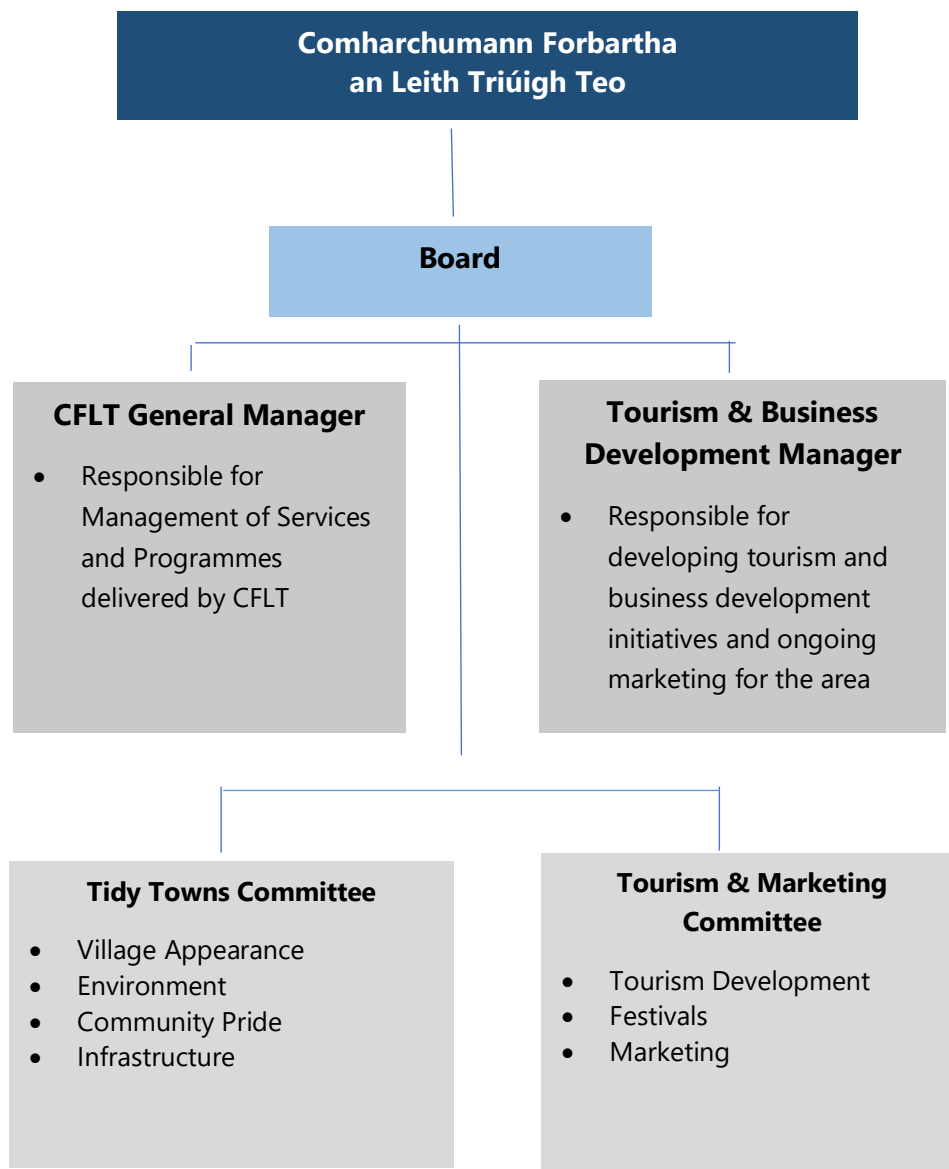 Comharchumann Forbartha
an Leith Triúigh Teo
Board
CFLT General Manager
• Responsible for
Management of Services
and Programmes
delivered by CFLT
Tourism & Business
Development Manager
• Responsible for
developing tourism and
business development
initiatives and ongoing
marketing for the area
Tidy Towns Committee
• Village Appearance
• Environment
• Community Pride
• Infrastructure
Tourism & Marketing
Committee
• Tourism Development
• Festivals
• Marketing